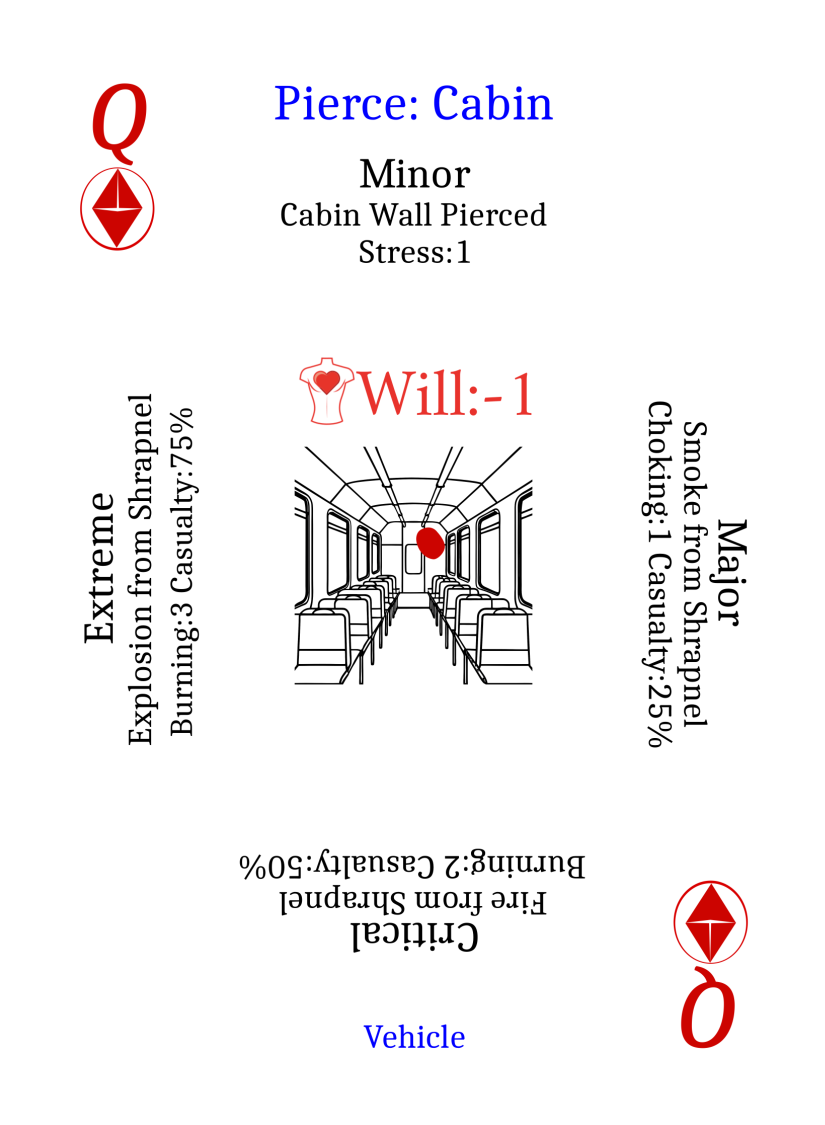 Q
Pierce: Cabin
Minor
Cabin Wall Pierced
Stress:1
Will:-1
Extreme
Explosion from Shrapnel
Burning:3 Casualty:75%
Major
Smoke from Shrapnel
Choking:1 Casualty:25%
Critical
Fire from Shrapnel
Burning:2 Casualty:50%
Vehicle
Q